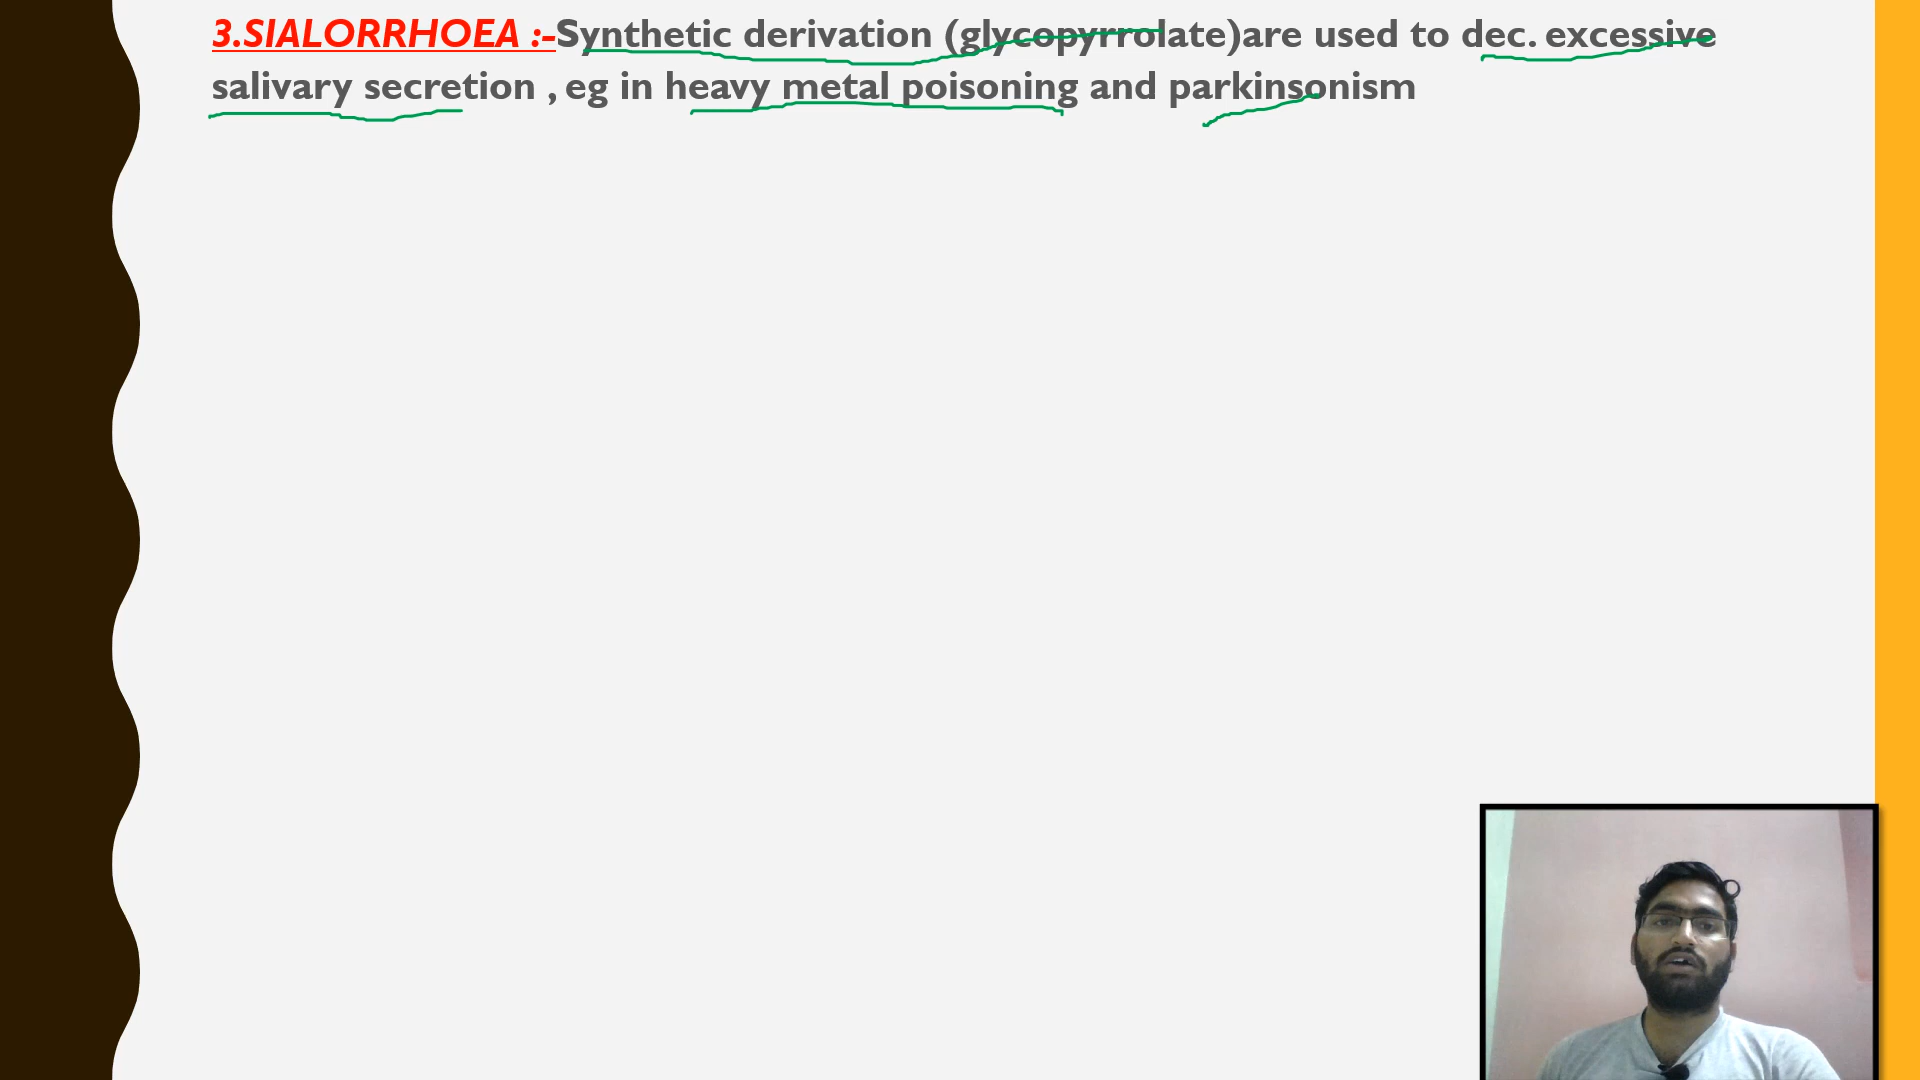 3.SIALORRHOEA :-Synthetic derivation (glycopyrrolate)are used to dec. excessive
salivary secretion , eg in heavy metal poisoning and parkinsonism